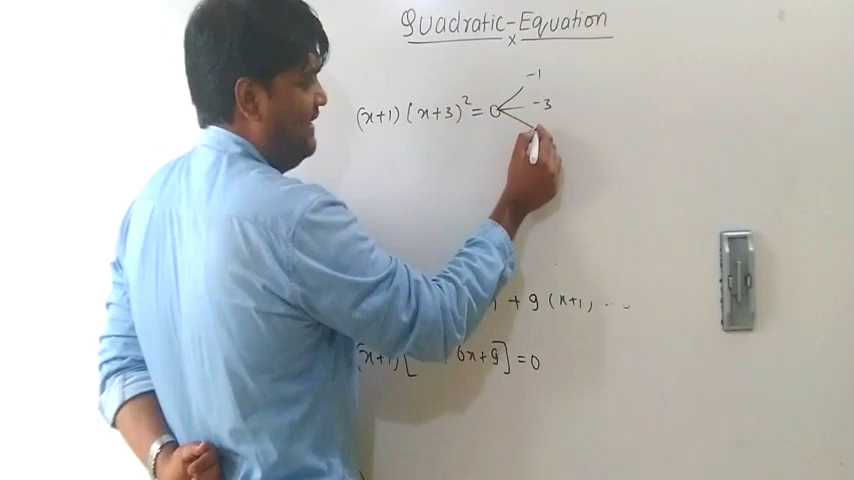 Quadratic-Equation
x
-1
(x+1) (x+3)² = 0
-3
+ 9 (x+1)
(x+1) [ 6x+9 ] = 0